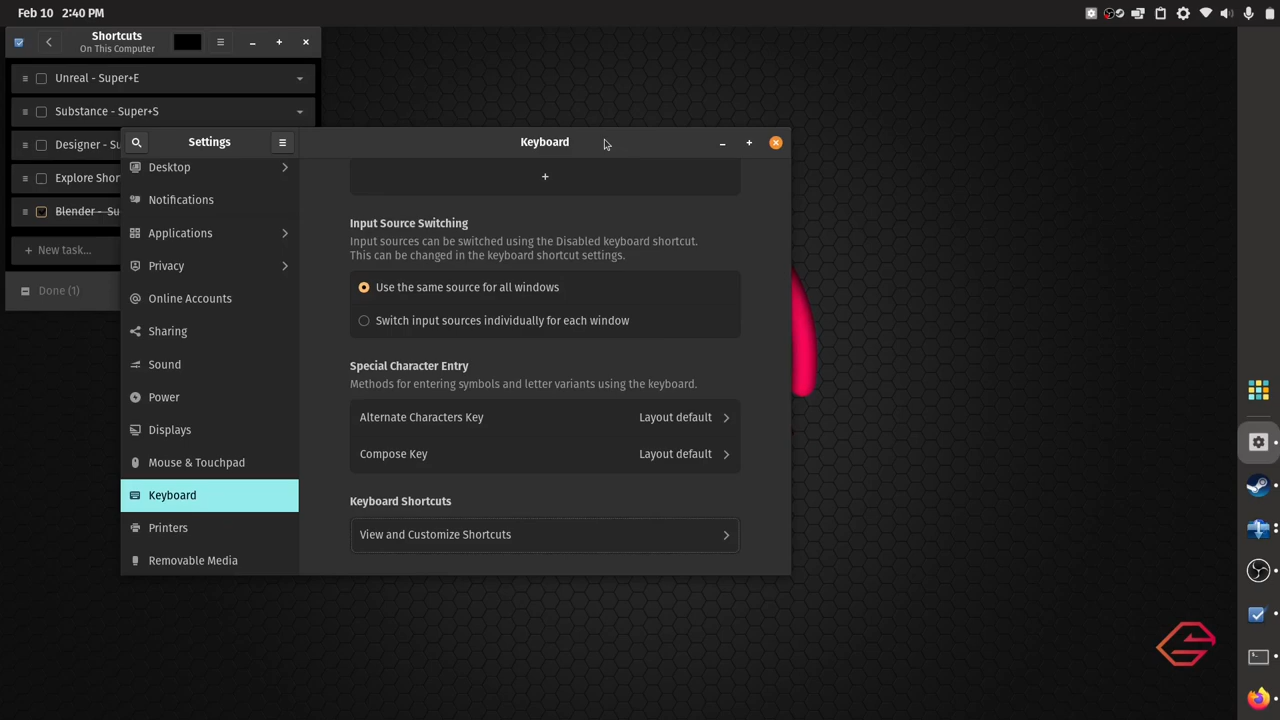 Feb 10 2:40 PM
Shortcuts
On This Computer
Unreal - Super+E
Substance - Super+S
Designer - Su
Explore Shor
Blender - Su
+ New task...
Done (1)
Settings
Desktop
Notifications
Applications
Privacy
Online Accounts
Sharing
Sound
Power
Displays
Mouse & Touchpad
Keyboard
Printers
Removable Media
Keyboard
Input Source Switching
Input sources can be switched using the Disabled keyboard shortcut.
This can be changed in the keyboard shortcut settings.
Use the same source for all windows
Switch input sources individually for each window
Special Character Entry
Methods for entering symbols and letter variants using the keyboard.
Alternate Characters Key Layout default
Compose Key Layout default
Keyboard Shortcuts
View and Customize Shortcuts